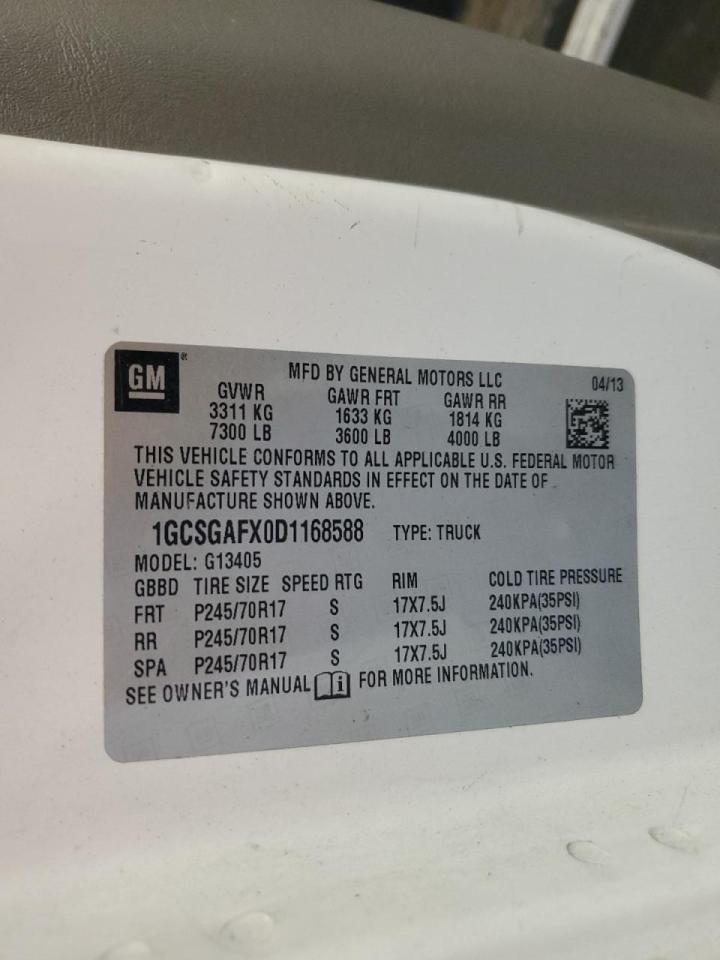 GM ®
MFD BY GENERAL MOTORS LLC 04/13
GVWR GAWR FRT GAWR RR
3311 KG 1633 KG 1814 KG
7300 LB 3600 LB 4000 LB
THIS VEHICLE CONFORMS TO ALL APPLICABLE U.S. FEDERAL MOTOR
VEHICLE SAFETY STANDARDS IN EFFECT ON THE DATE OF
MANUFACTURE SHOWN ABOVE.
1GCSGAFX0D1168588 TYPE: TRUCK
MODEL: G13405
GBBD TIRE SIZE SPEED RTG RIM COLD TIRE PRESSURE
FRT P245/70R17 S 17X7.5J 240KPA(35PSI)
RR P245/70R17 S 17X7.5J 240KPA(35PSI)
SPA P245/70R17 S 17X7.5J 240KPA(35PSI)
SEE OWNER'S MANUAL i FOR MORE INFORMATION.